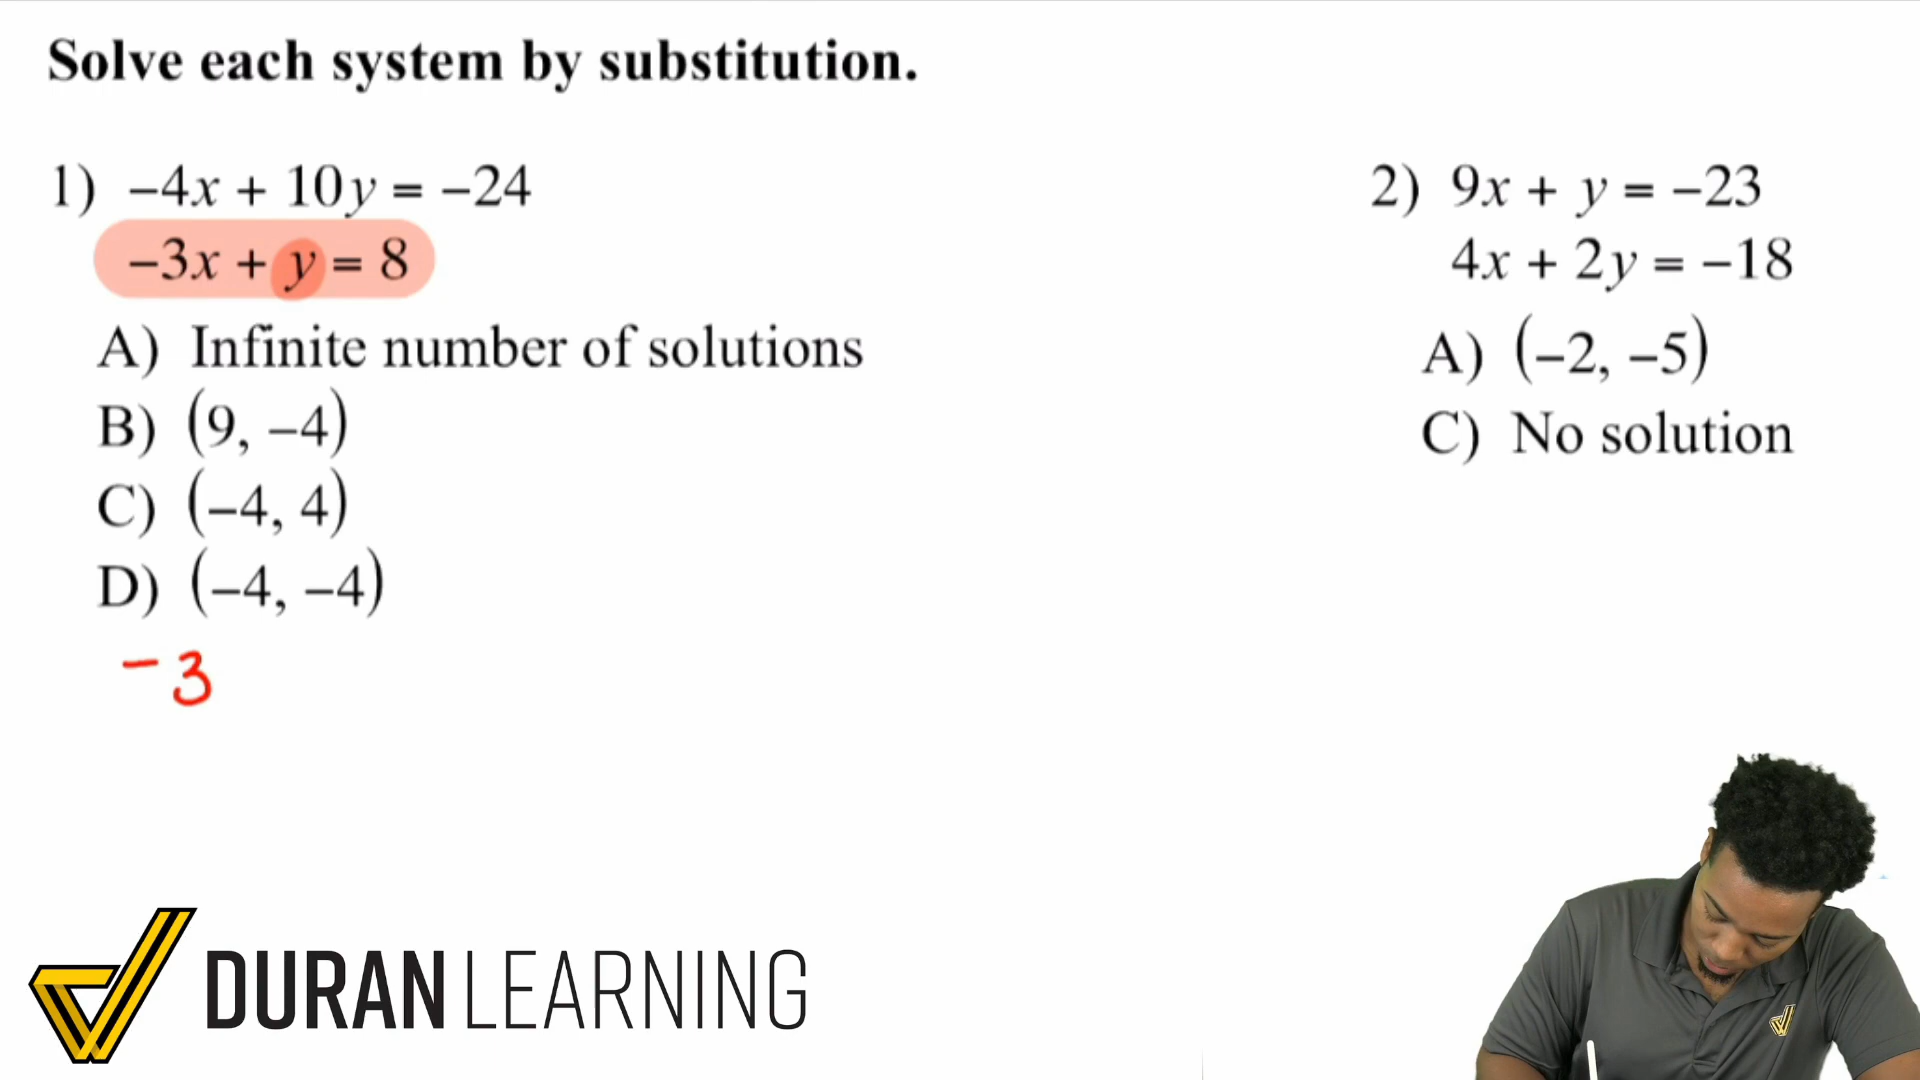 Solve each system by substitution.
1) −4x + 10y = −24
−3x + y = 8
A) Infinite number of solutions
B) (9, −4)
C) (−4, 4)
D) (−4, −4)
−3
2) 9x + y = −23
4x + 2y = −18
A) (−2, −5)
C) No solution
DURAN LEARNING